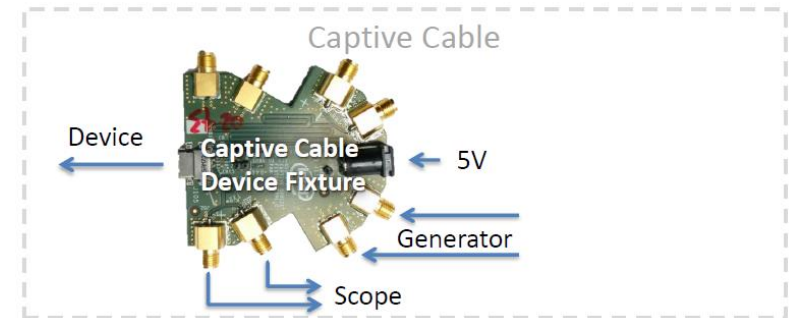 Captive Cable
Device
Captive Cable
Device Fixture
5V
Generator
Scope